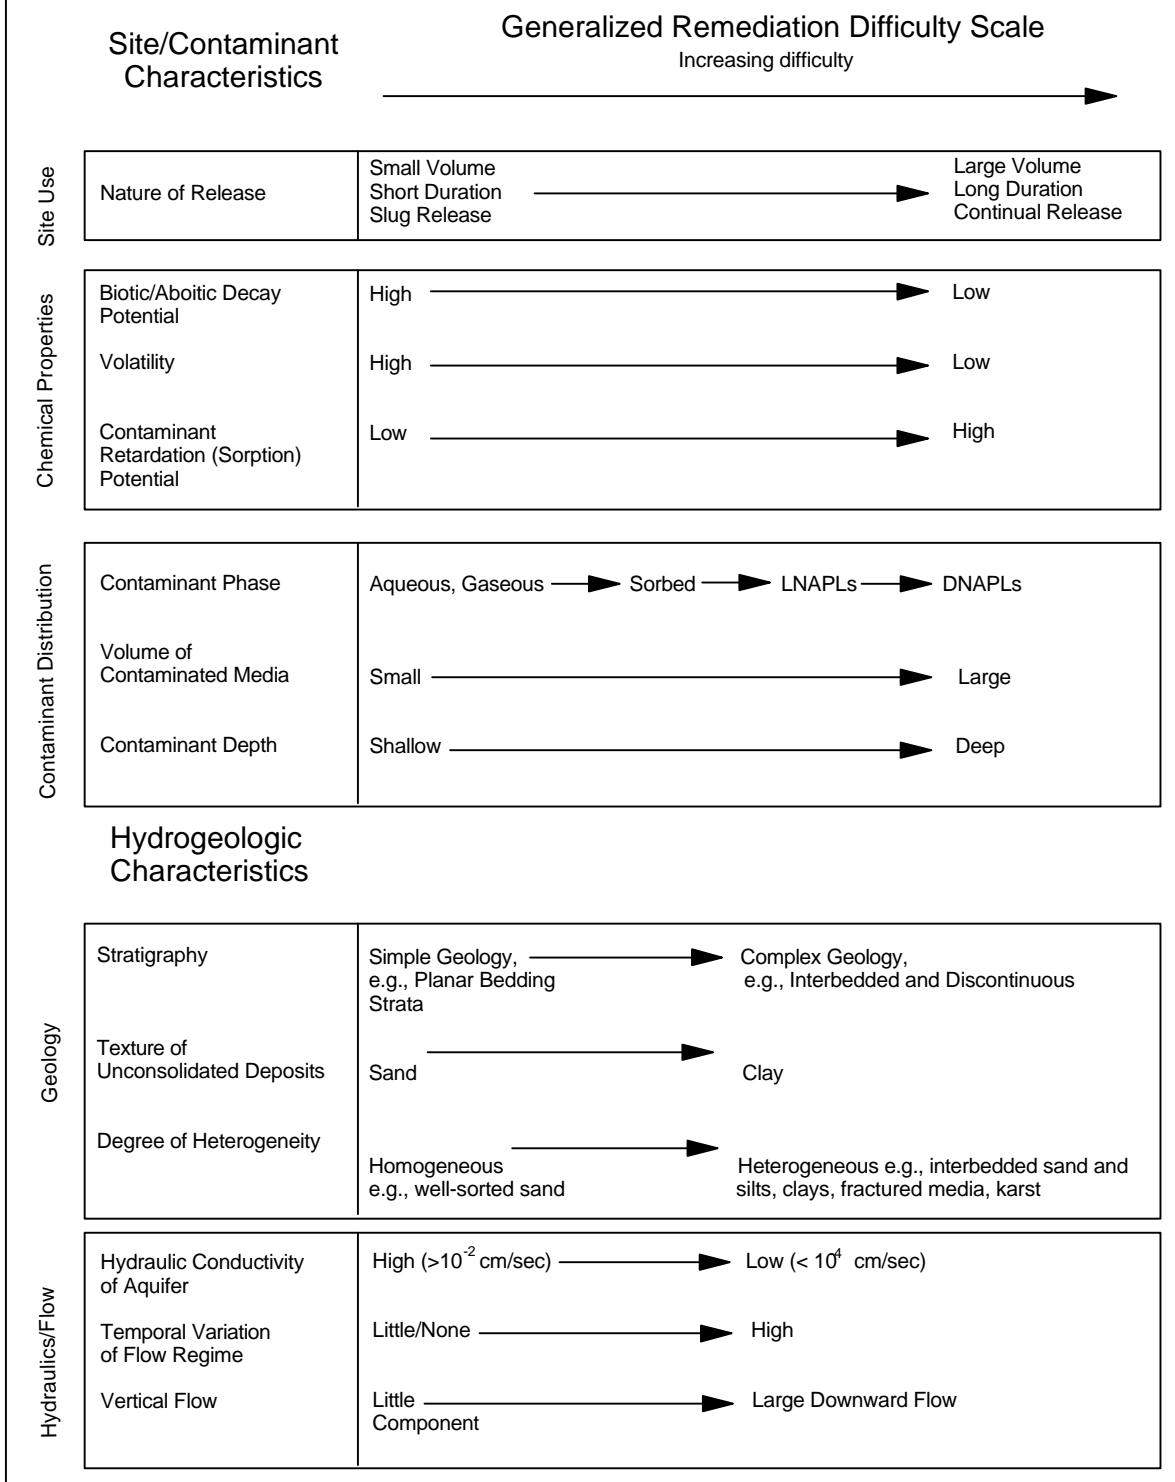 Site/Contaminant
Characteristics
Generalized Remediation Difficulty Scale
Increasing difficulty
Site Use
Nature of Release
Small Volume
Short Duration
Slug Release
Large Volume
Long Duration
Continual Release
Chemical Properties
Biotic/Aboitic Decay
Potential
High
Low
Volatility
High
Low
Contaminant
Retardation (Sorption)
Potential
Low
High
Contaminant Distribution
Contaminant Phase
Aqueous, Gaseous
Sorbed
LNAPLs
DNAPLs
Volume of
Contaminated Media
Small
Large
Contaminant Depth
Shallow
Deep
Hydrogeologic
Characteristics
Geology
Stratigraphy
Simple Geology,
e.g., Planar Bedding
Strata
Complex Geology,
e.g., Interbedded and Discontinuous
Texture of
Unconsolidated Deposits
Sand
Clay
Degree of Heterogeneity
Homogeneous
e.g., well-sorted sand
Heterogeneous e.g., interbedded sand and
silts, clays, fractured media, karst
Hydraulics/Flow
Hydraulic Conductivity
of Aquifer
High (>10⁻² cm/sec)
Low (< 10⁴ cm/sec)
Temporal Variation
of Flow Regime
Little/None
High
Vertical Flow
Little
Component
Large Downward Flow